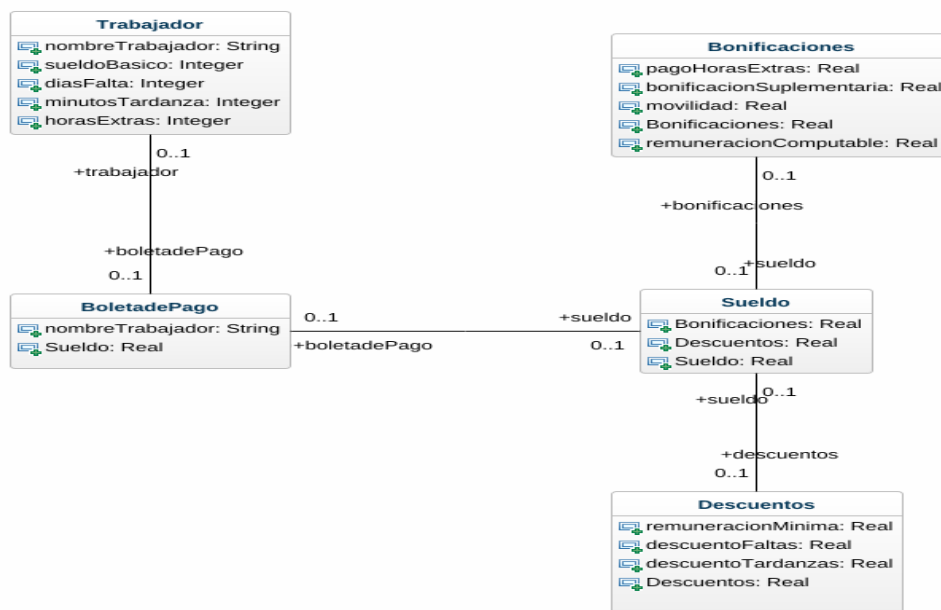 Trabajador
nombreTrabajador: String
sueldoBasico: Integer
diasFalta: Integer
minutosTardanza: Integer
horasExtras: Integer
0..1
+trabajador
+boletadePago
0..1
BoletadePago
nombreTrabajador: String
Sueldo: Real
0..1
+boletadePago
+sueldo
0..1
Bonificaciones
pagoHorasExtras: Real
bonificacionSuplementaria: Real
movilidad: Real
Bonificaciones: Real
remuneracionComputable: Real
0..1
+bonificaciones
+sueldo
0..1
Sueldo
Bonificaciones: Real
Descuentos: Real
Sueldo: Real
0..1
+sueldo
+descuentos
0..1
Descuentos
remuneracionMinima: Real
descuentoFaltas: Real
descuentoTardanzas: Real
Descuentos: Real